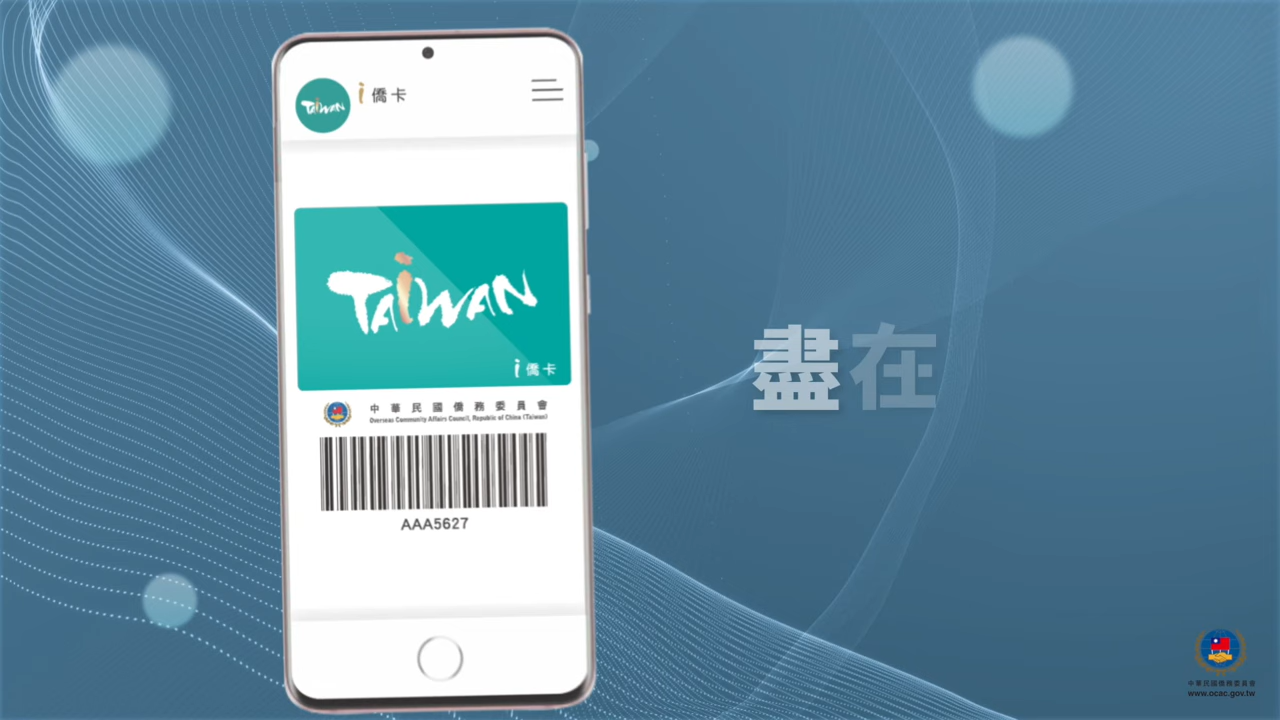 TAiWAN
i僑卡
TAiWAN
i僑卡
中華民國僑務委員會
Overseas Community Affairs Council, Republic of China (Taiwan)
AAA5627
盡在
中華民國僑務委員會
www.ocac.gov.tw